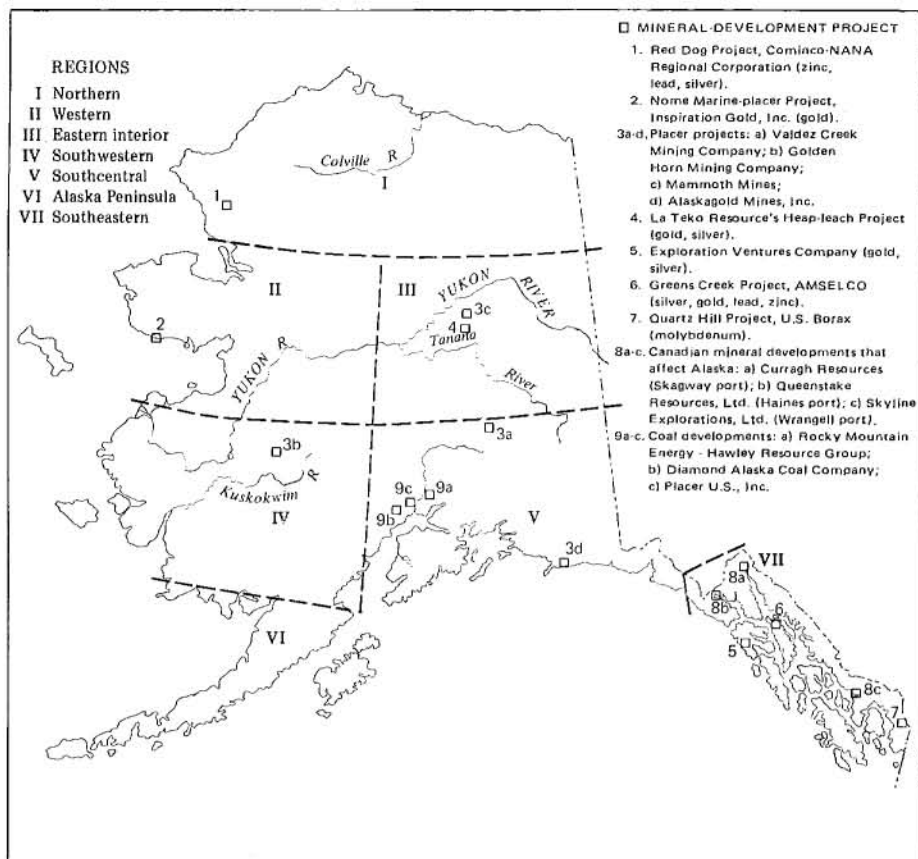 REGIONS
I Northern
II Western
III Eastern interior
IV Southwestern
V Southcentral
VI Alaska Peninsula
VII Southeastern
MINERAL-DEVELOPMENT PROJECT
1. Red Dog Project, Cominco-NANA
Regional Corporation (zinc,
lead, silver).
2. Nome Marine-placer Project,
Inspiration Gold, Inc. (gold).
3a-d. Placer projects: a) Valdez Creek
Mining Company; b) Golden
Horn Mining Company;
c) Mammoth Mines;
d) Alaskagold Mines, Inc.
4. La Teko Resource's Heap-leach Project
(gold, silver).
5. Exploration Ventures Company (gold,
silver).
6. Greens Creek Project, AMSELCO
(silver, gold, lead, zinc).
7. Quartz Hill Project, U.S. Borax
(molybdenum).
8a-c. Canadian mineral developments that
affect Alaska: a) Curragh Resources
(Skagway port); b) Queenstake
Resources, Ltd. (Haines port); c) Skyline
Explorations, Ltd. (Wrangell port).
9a-c. Coal developments: a) Rocky Mountain
Energy - Hawley Resource Group;
b) Diamond Alaska Coal Company;
c) Placer U.S., Inc.
Colville R
I
1
II
III
YUKON RIVER
3c
4
2
Tanana
River
YUKON R
3a
3b
R
Kuskokwim
9c
9a
9b
IV
V
3d
VII
8a
8b
6
5
VI
8c
7